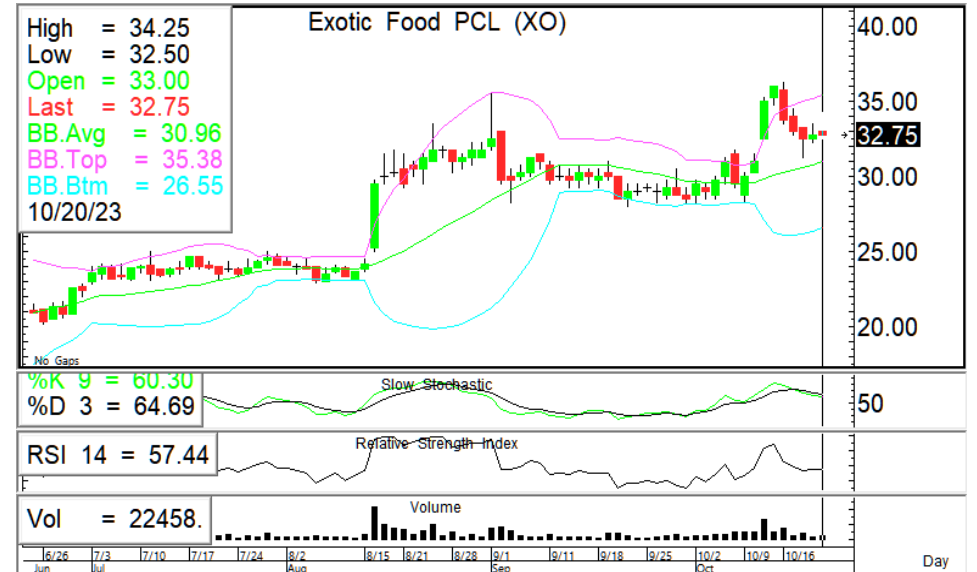 Exotic Food PCL (XO)
High = 34.25
Low = 32.50
Open = 33.00
Last = 32.75
BB.Avg = 30.96
BB.Top = 35.38
BB.Btm = 26.55
10/20/23
40.00
35.00
32.75
30.00
25.00
20.00
No Gaps
%K 9 = 60.30
%D 3 = 64.69
Slow Stochastic
50
RSI 14 = 57.44
Relative Strength Index
Vol = 22458.
Volume
6/26 7/3 7/10 7/17 7/24 8/2 8/15 8/21 8/28 9/1 9/11 9/18 9/25 10/2 10/9 10/16
Jun Jul Aug Sep Oct Day